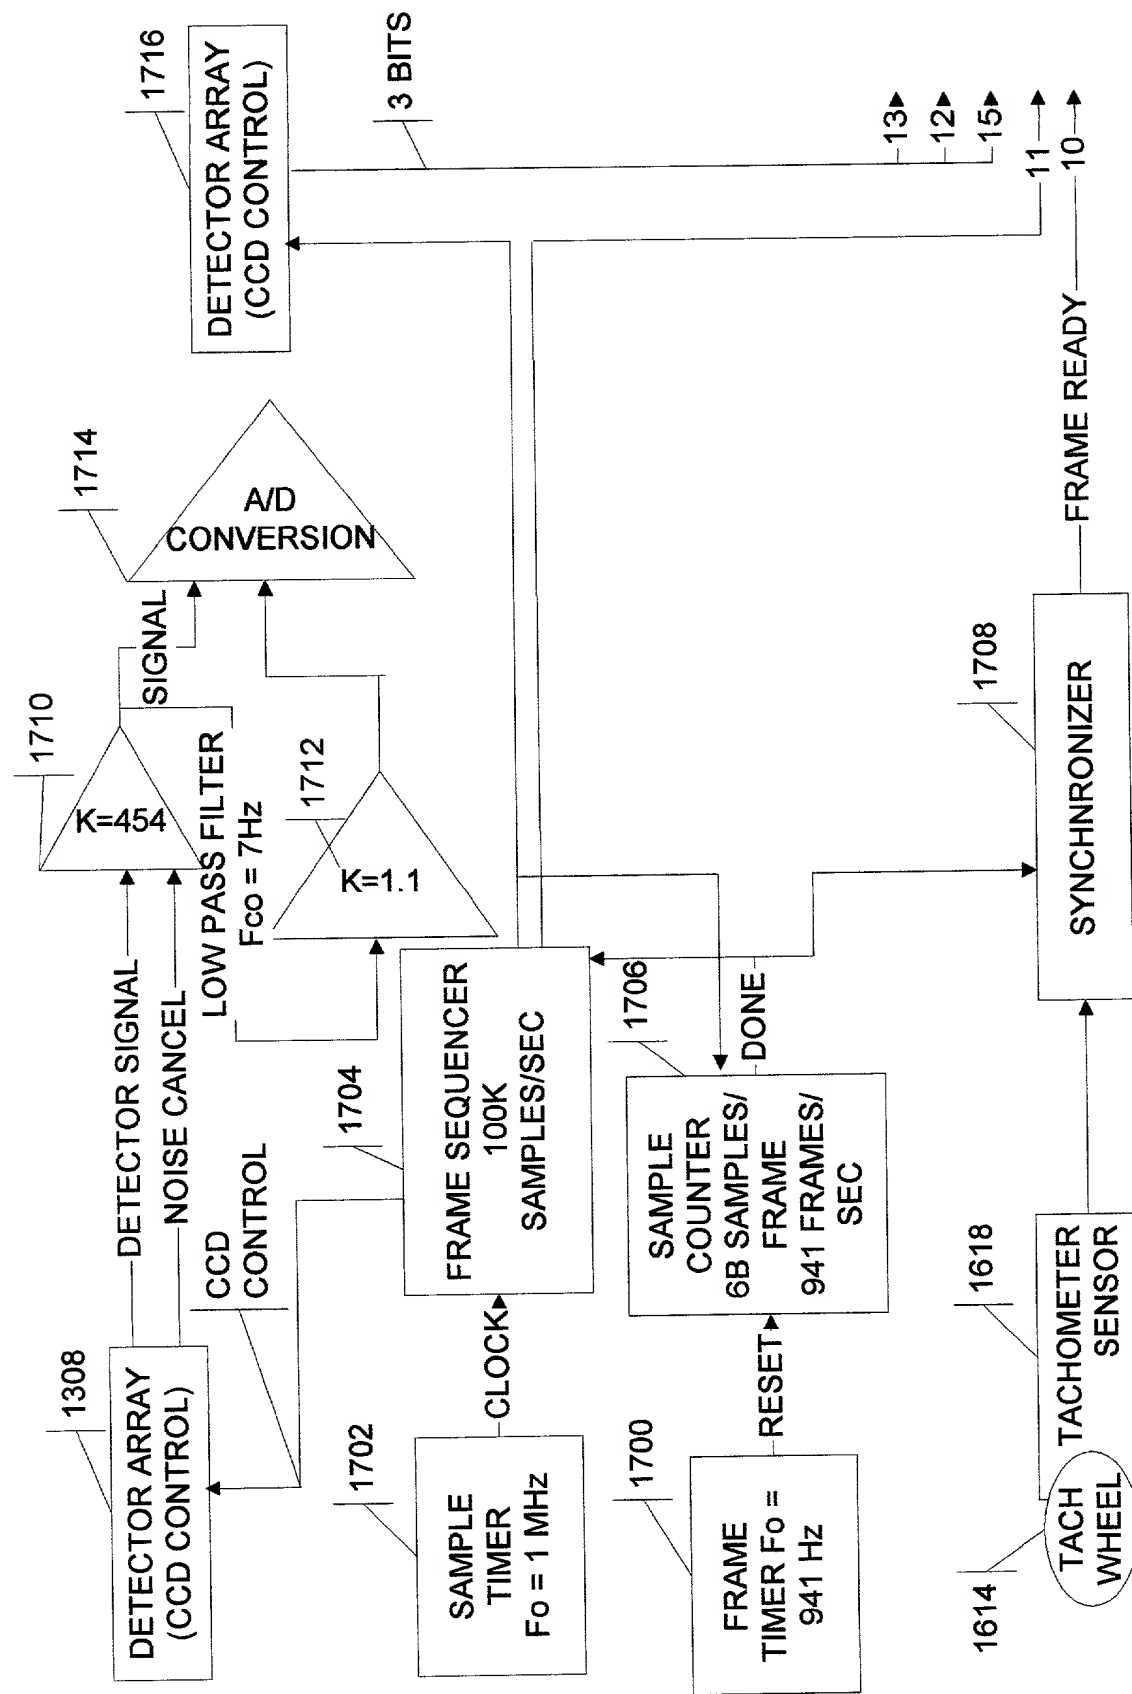 1308
DETECTOR ARRAY
(CCD CONTROL)
DETECTOR SIGNAL
NOISE CANCEL
1710
K=454
SIGNAL
LOW PASS FILTER
Fco = 7Hz
1712
K=1.1
1714
A/D
CONVERSION
1716
DETECTOR ARRAY
(CCD CONTROL)
3 BITS
CCD
CONTROL
1702
SAMPLE
TIMER
Fo = 1 MHz
CLOCK
1704
FRAME SEQUENCER
100K
SAMPLES/SEC
1700
FRAME
TIMER Fo =
941 Hz
RESET
1706
SAMPLE
COUNTER
6B SAMPLES/
FRAME
941 FRAMES/
SEC
DONE
1614
TACH
WHEEL
1618
TACHOMETER
SENSOR
1708
SYNCHNRONIZER
FRAME READY
13
12
15
11
10